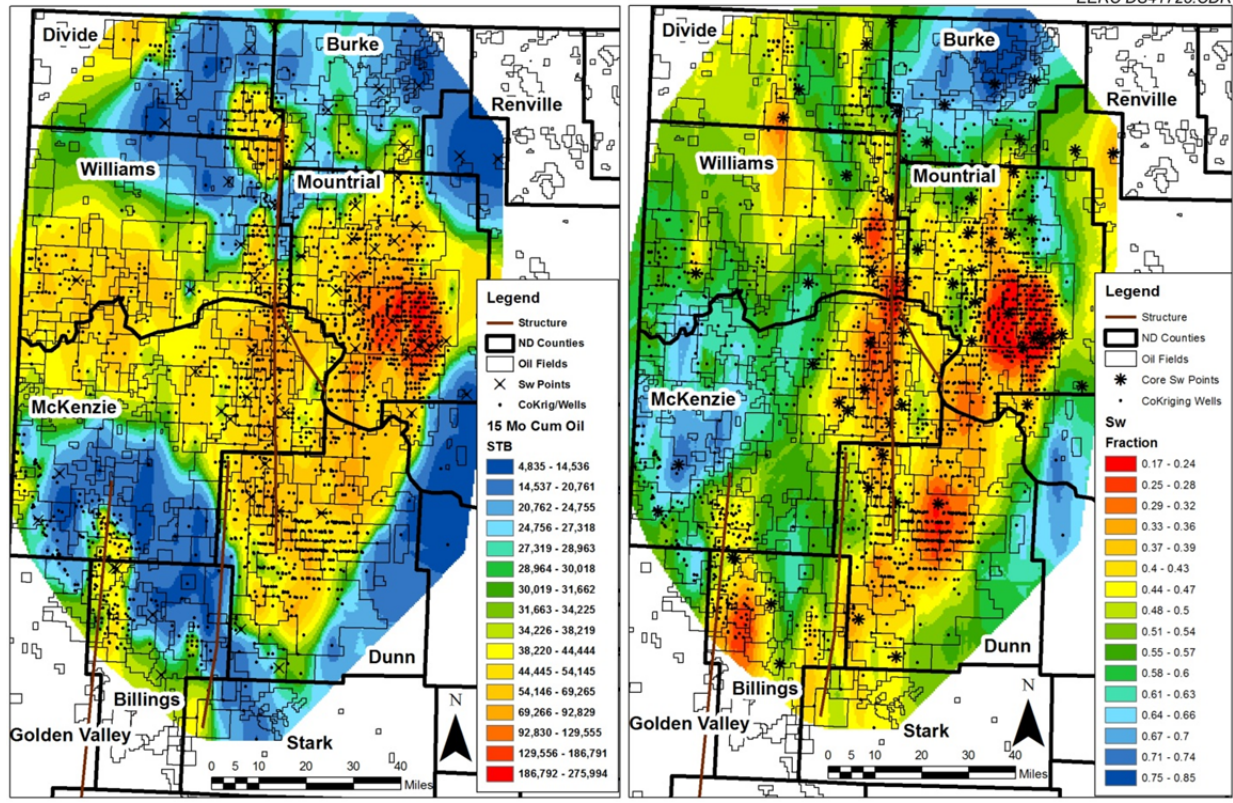 Divide
Burke
Renville
Williams
Mountrial
McKenzie
Dunn
Billings
Golden Valley
Stark
Legend
Structure
ND Counties
Oil Fields
Sw Points
CoKrig/Wells
15 Mo Cum Oil
STB
4,835 - 14,536
14,537 - 20,761
20,762 - 24,755
24,756 - 27,318
27,319 - 28,963
28,964 - 30,018
30,019 - 31,662
31,663 - 34,225
34,226 - 38,219
38,220 - 44,444
44,445 - 54,145
54,146 - 69,265
69,266 - 92,829
92,830 - 129,555
129,556 - 186,791
186,792 - 275,994
N
0 5 10 20 30 40
Miles
Divide
Burke
Renville
Williams
Mountrial
McKenzie
Dunn
Billings
Golden Valley
Stark
Legend
Structure
ND Counties
Oil Fields
Core Sw Points
CoKriging Wells
Sw
Fraction
0.17 - 0.24
0.25 - 0.28
0.29 - 0.32
0.33 - 0.36
0.37 - 0.39
0.4 - 0.43
0.44 - 0.47
0.48 - 0.5
0.51 - 0.54
0.55 - 0.57
0.58 - 0.6
0.61 - 0.63
0.64 - 0.66
0.67 - 0.7
0.71 - 0.74
0.75 - 0.85
N
0 5 10 20 30 40
Miles